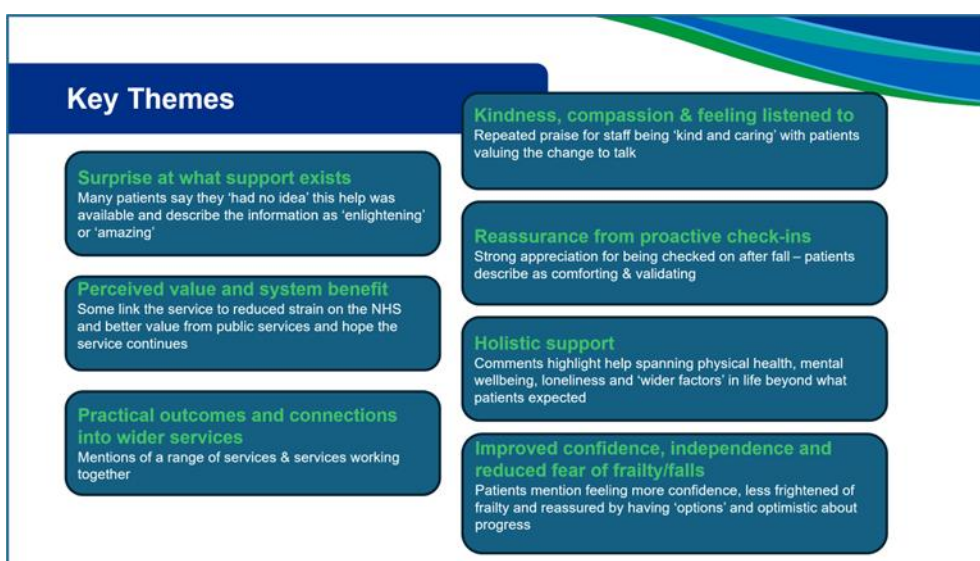 Key Themes
Surprise at what support exists
Many patients say they ‘had no idea’ this help was
available and describe the information as ‘enlightening’
or ‘amazing’
Perceived value and system benefit
Some link the service to reduced strain on the NHS
and better value from public services and hope the
service continues
Practical outcomes and connections
into wider services
Mentions of a range of services & services working
together
Kindness, compassion & feeling listened to
Repeated praise for staff being ‘kind and caring’ with patients
valuing the change to talk
Reassurance from proactive check-ins
Strong appreciation for being checked on after fall – patients
describe as comforting & validating
Holistic support
Comments highlight help spanning physical health, mental
wellbeing, loneliness and ‘wider factors’ in life beyond what
patients expected
Improved confidence, independence and
reduced fear of frailty/falls
Patients mention feeling more confidence, less frightened of
frailty and reassured by having ‘options’ and optimistic about
progress